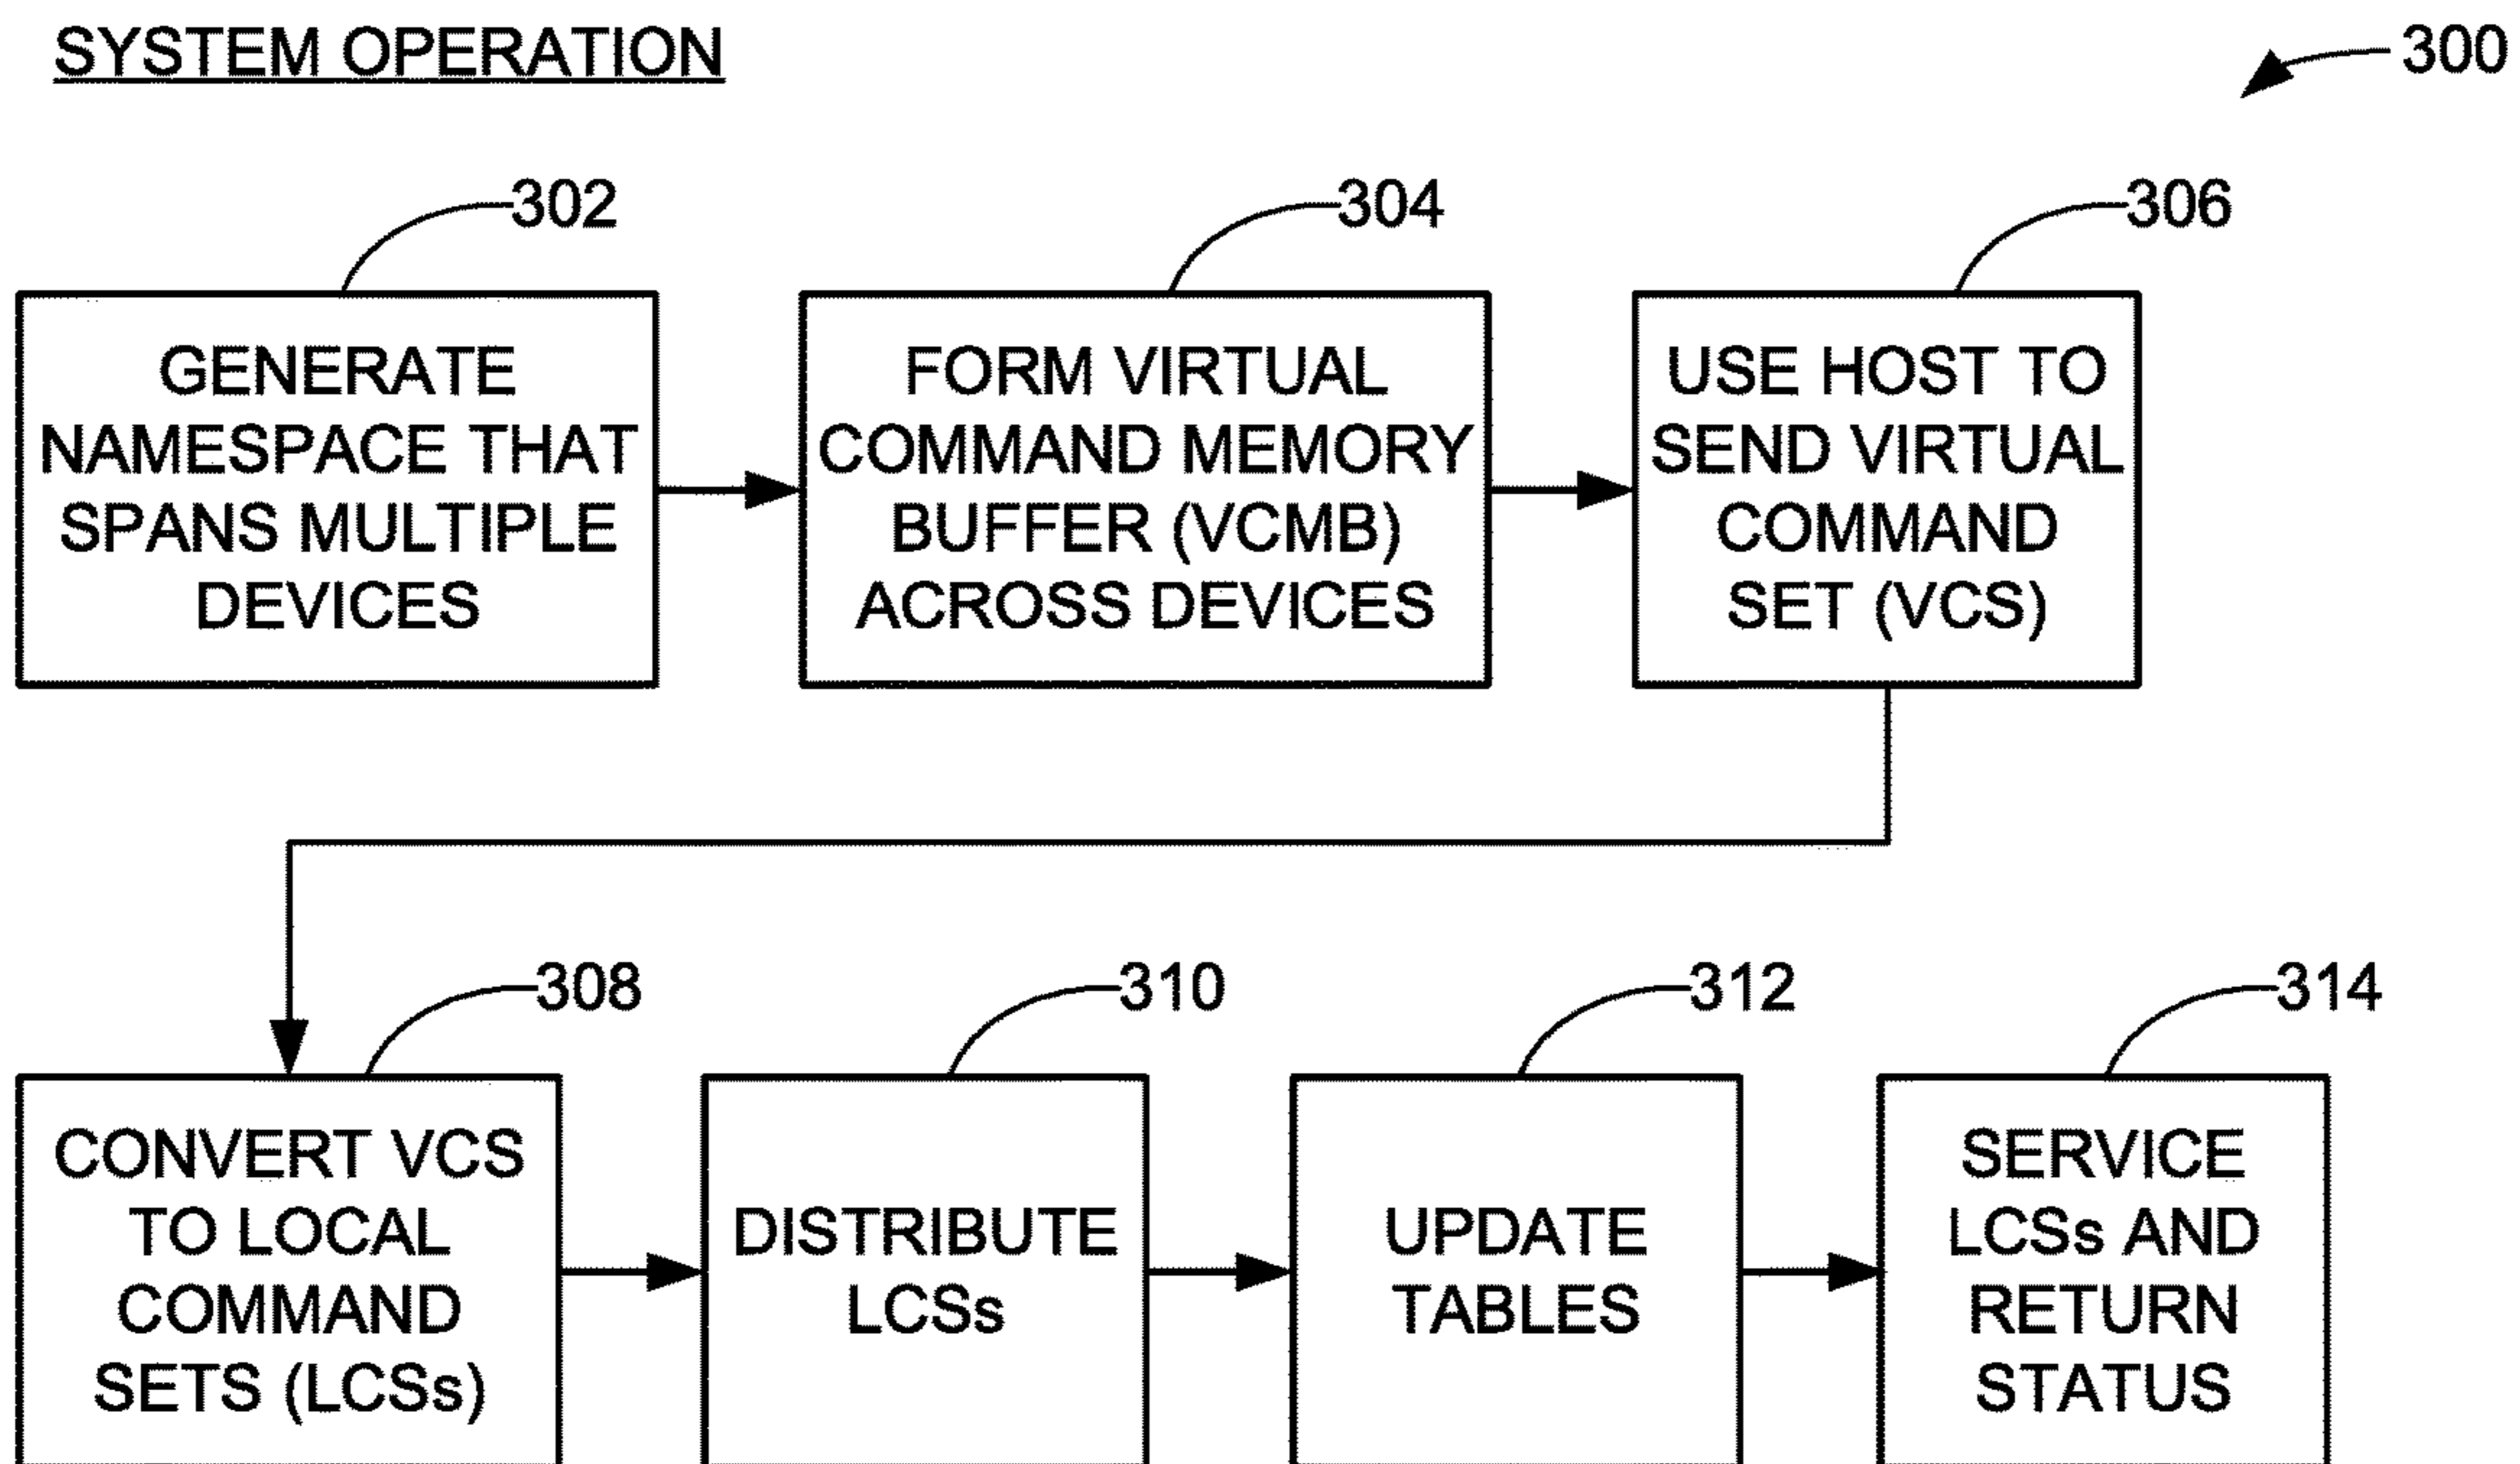 SYSTEM OPERATION
300
302
304
306
GENERATE
NAMESPACE THAT
SPANS MULTIPLE
DEVICES
FORM VIRTUAL
COMMAND MEMORY
BUFFER (VCMB)
ACROSS DEVICES
USE HOST TO
SEND VIRTUAL
COMMAND
SET (VCS)
308
310
312
314
CONVERT VCS
TO LOCAL
COMMAND
SETS (LCSs)
DISTRIBUTE
LCSs
UPDATE
TABLES
SERVICE
LCSs AND
RETURN
STATUS